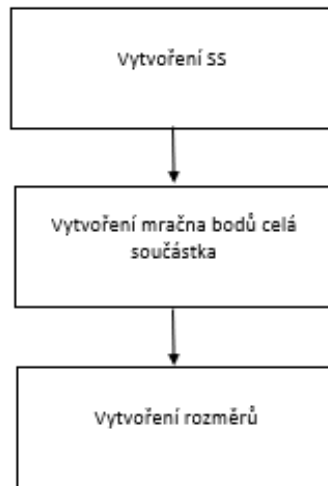 Vytvoření SS
Vytvoření mračna bodů celá
součástka
Vytvoření rozměrů